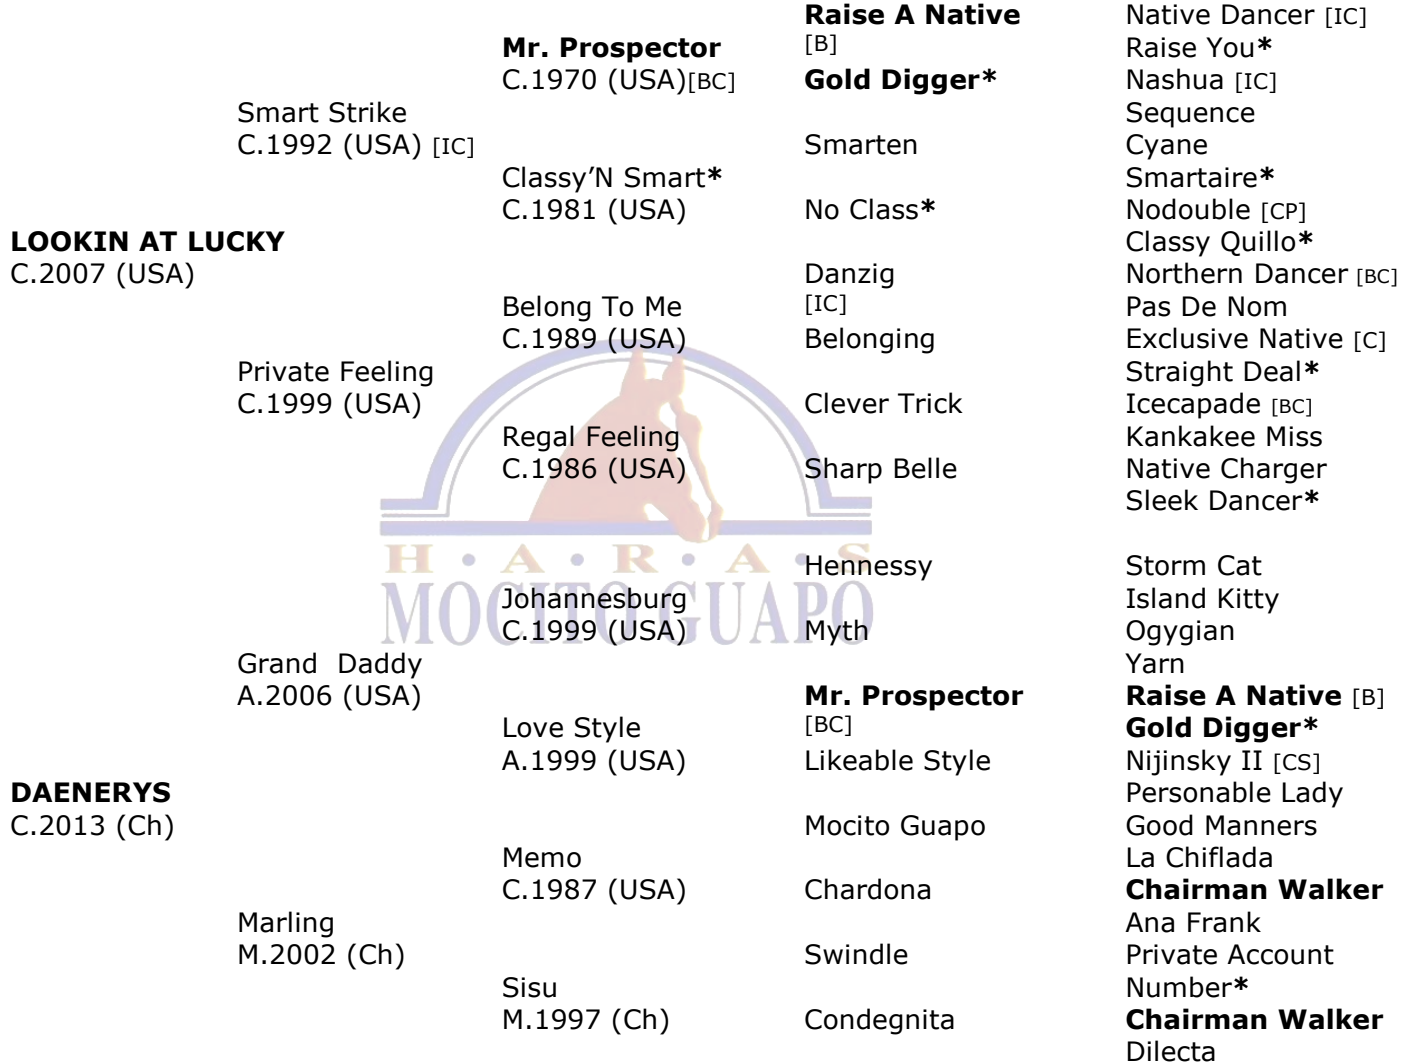 Raise A Native Native Dancer [IC]
Mr. Prospector [B] Raise You*
C.1970 (USA)[BC] Gold Digger* Nashua [IC]
Smart Strike Sequence
C.1992 (USA) [IC] Smarten Cyane
Classy'N Smart* Smartaire*
C.1981 (USA) No Class* Nodouble [CP]
LOOKIN AT LUCKY Classy Quillo*
C.2007 (USA) Danzig Northern Dancer [BC]
Belong To Me [IC] Pas De Nom
C.1989 (USA) Belonging Exclusive Native [C]
Private Feeling Straight Deal*
C.1999 (USA) Clever Trick Icecapade [BC]
Regal Feeling Kankakee Miss
C.1986 (USA) Sharp Belle Native Charger
Sleek Dancer*
H • A • R • A • S
Hennessy Storm Cat
MOCITO GUAPO
Johannesburg Island Kitty
C.1999 (USA) Myth Ogygian
Grand Daddy Yarn
A.2006 (USA) Mr. Prospector Raise A Native [B]
Love Style [BC] Gold Digger*
A.1999 (USA) Likeable Style Nijinsky II [CS]
DAENERYS Personable Lady
C.2013 (Ch) Mocito Guapo Good Manners
Memo La Chiflada
C.1987 (USA) Chardona Chairman Walker
Marling Ana Frank
M.2002 (Ch) Swindle Private Account
Sisu Number*
M.1997 (Ch) Condegnita Chairman Walker
Dilecta